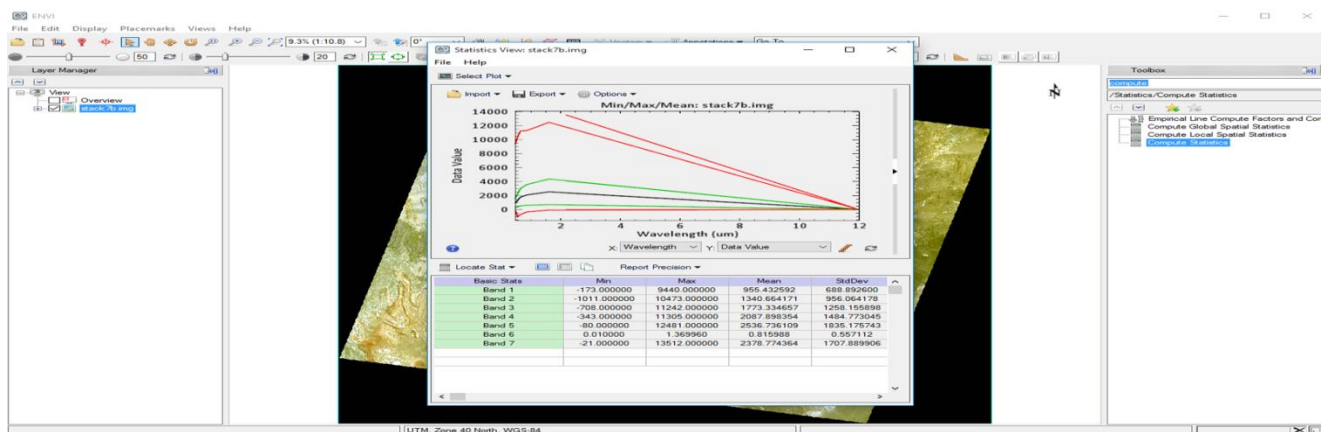 ENVI
File Edit Display Placemarks Views Help
9.3% (1:10.8) 0°
Annotations Go To
50 20
Layer Manager
View
Overview
stack7b.img
Statistics View: stack7b.img
File Help
Select Plot
Import Export Options
Min/Max/Mean: stack7b.img
Data Value
14000
12000
10000
8000
6000
4000
2000
0
2 4 6 8 10 12
Wavelength (um)
X: Wavelength Y: Data Value
Locate Stat Report Precision
Basic Stats Min Max Mean StdDev
Band 1 -173.000000 9440.000000 955.432592 688.892600
Band 2 -1011.000000 10473.000000 1340.664171 956.064178
Band 3 -708.000000 11242.000000 1773.334657 1258.155898
Band 4 -343.000000 11305.000000 2087.898354 1484.773045
Band 5 -80.000000 12481.000000 2536.736109 1835.175743
Band 6 0.010000 1.369960 0.815988 0.557112
Band 7 -21.000000 13512.000000 2378.774364 1707.889906
Toolbox
compute
/Statistics/Compute Statistics
Empirical Line Compute Factors and Cor
Compute Global Spatial Statistics
Compute Local Spatial Statistics
Compute Statistics
UTM, Zone 40 North, WGS-84